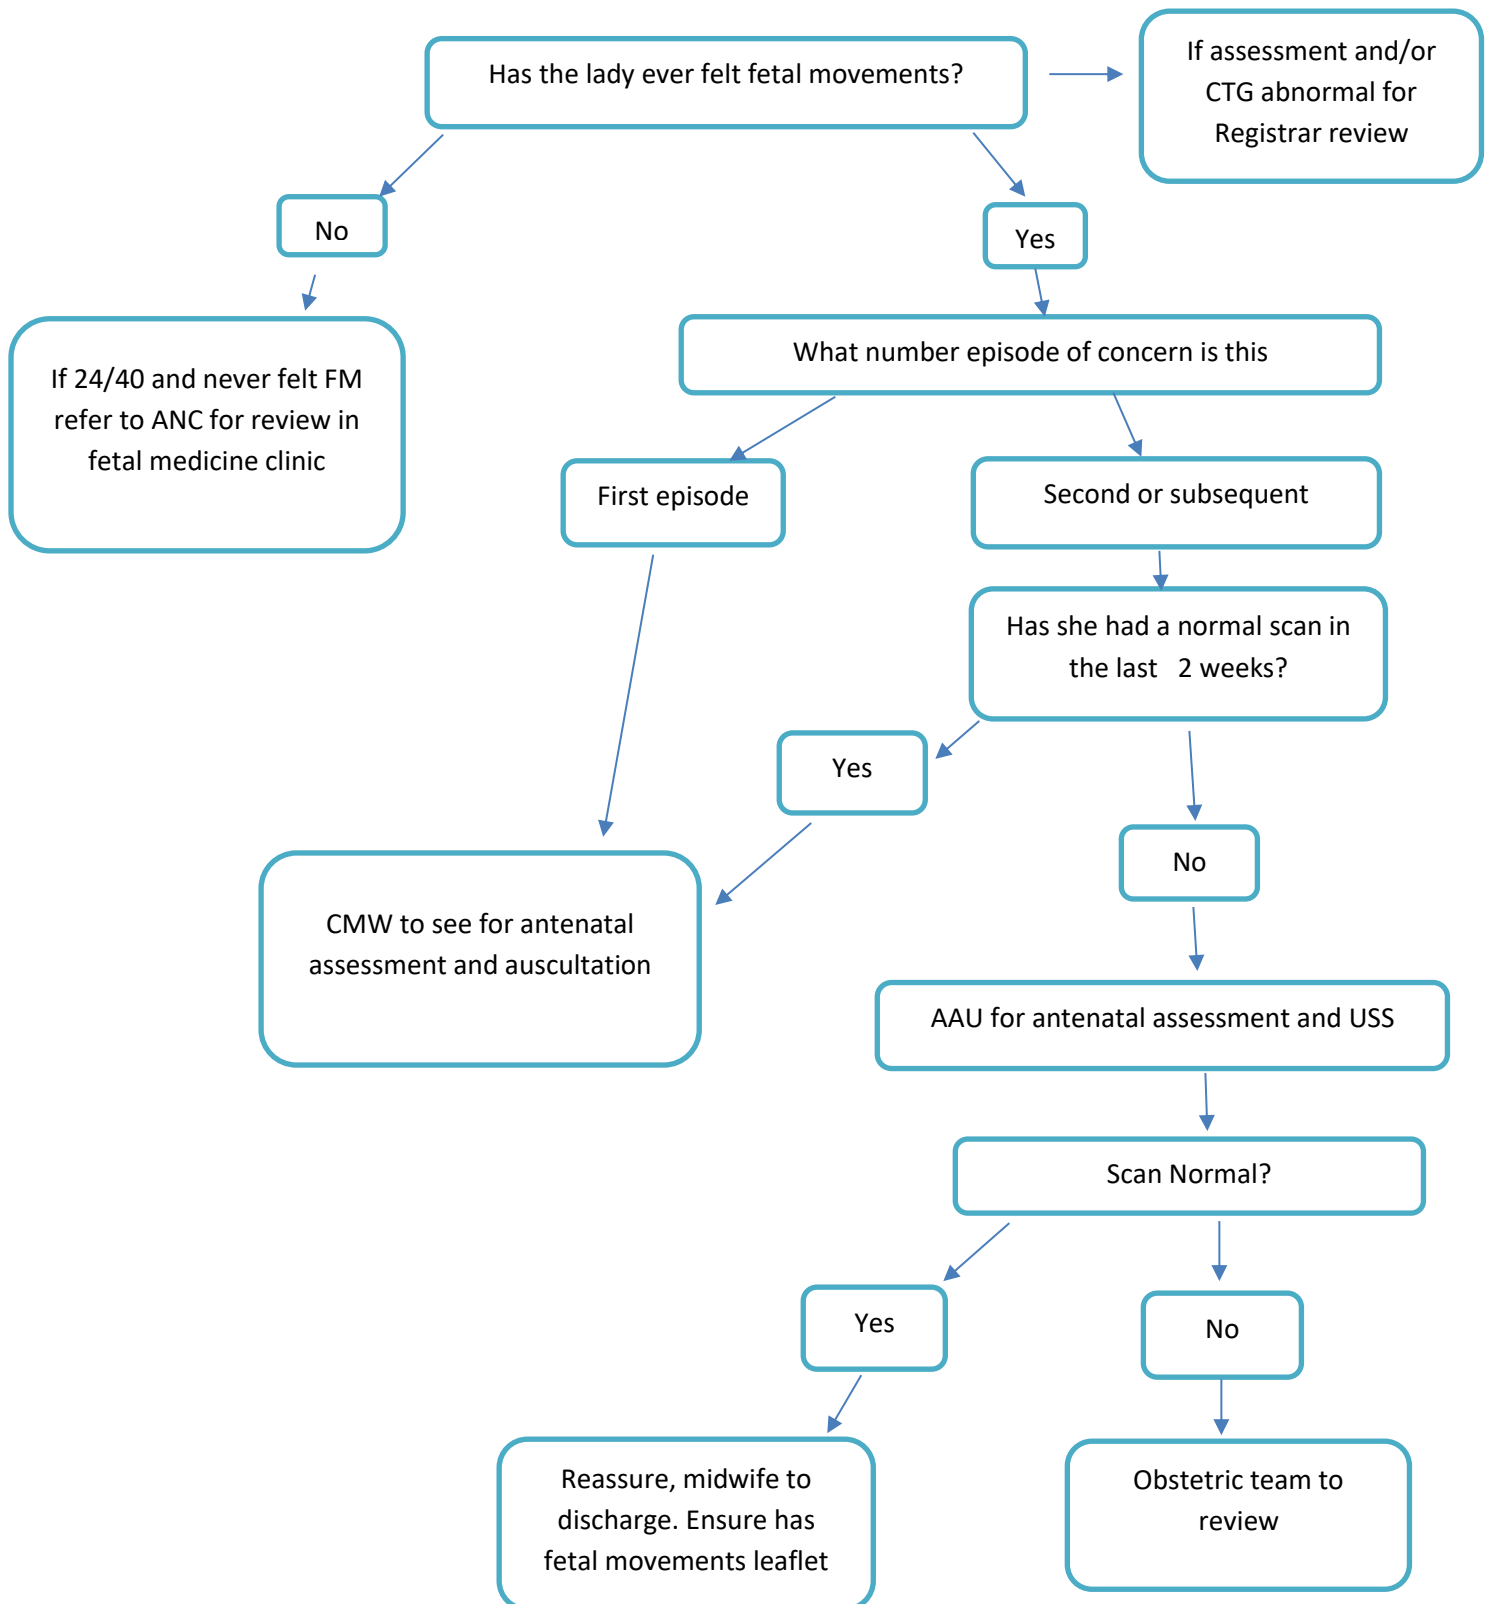 Has the lady ever felt fetal movements?
If assessment and/or
CTG abnormal for
Registrar review
No
Yes
If 24/40 and never felt FM
refer to ANC for review in
fetal medicine clinic
What number episode of concern is this
First episode
Second or subsequent
Has she had a normal scan in
the last 2 weeks?
Yes
No
CMW to see for antenatal
assessment and auscultation
AAU for antenatal assessment and USS
Scan Normal?
Yes
No
Reassure, midwife to
discharge. Ensure has
fetal movements leaflet
Obstetric team to
review